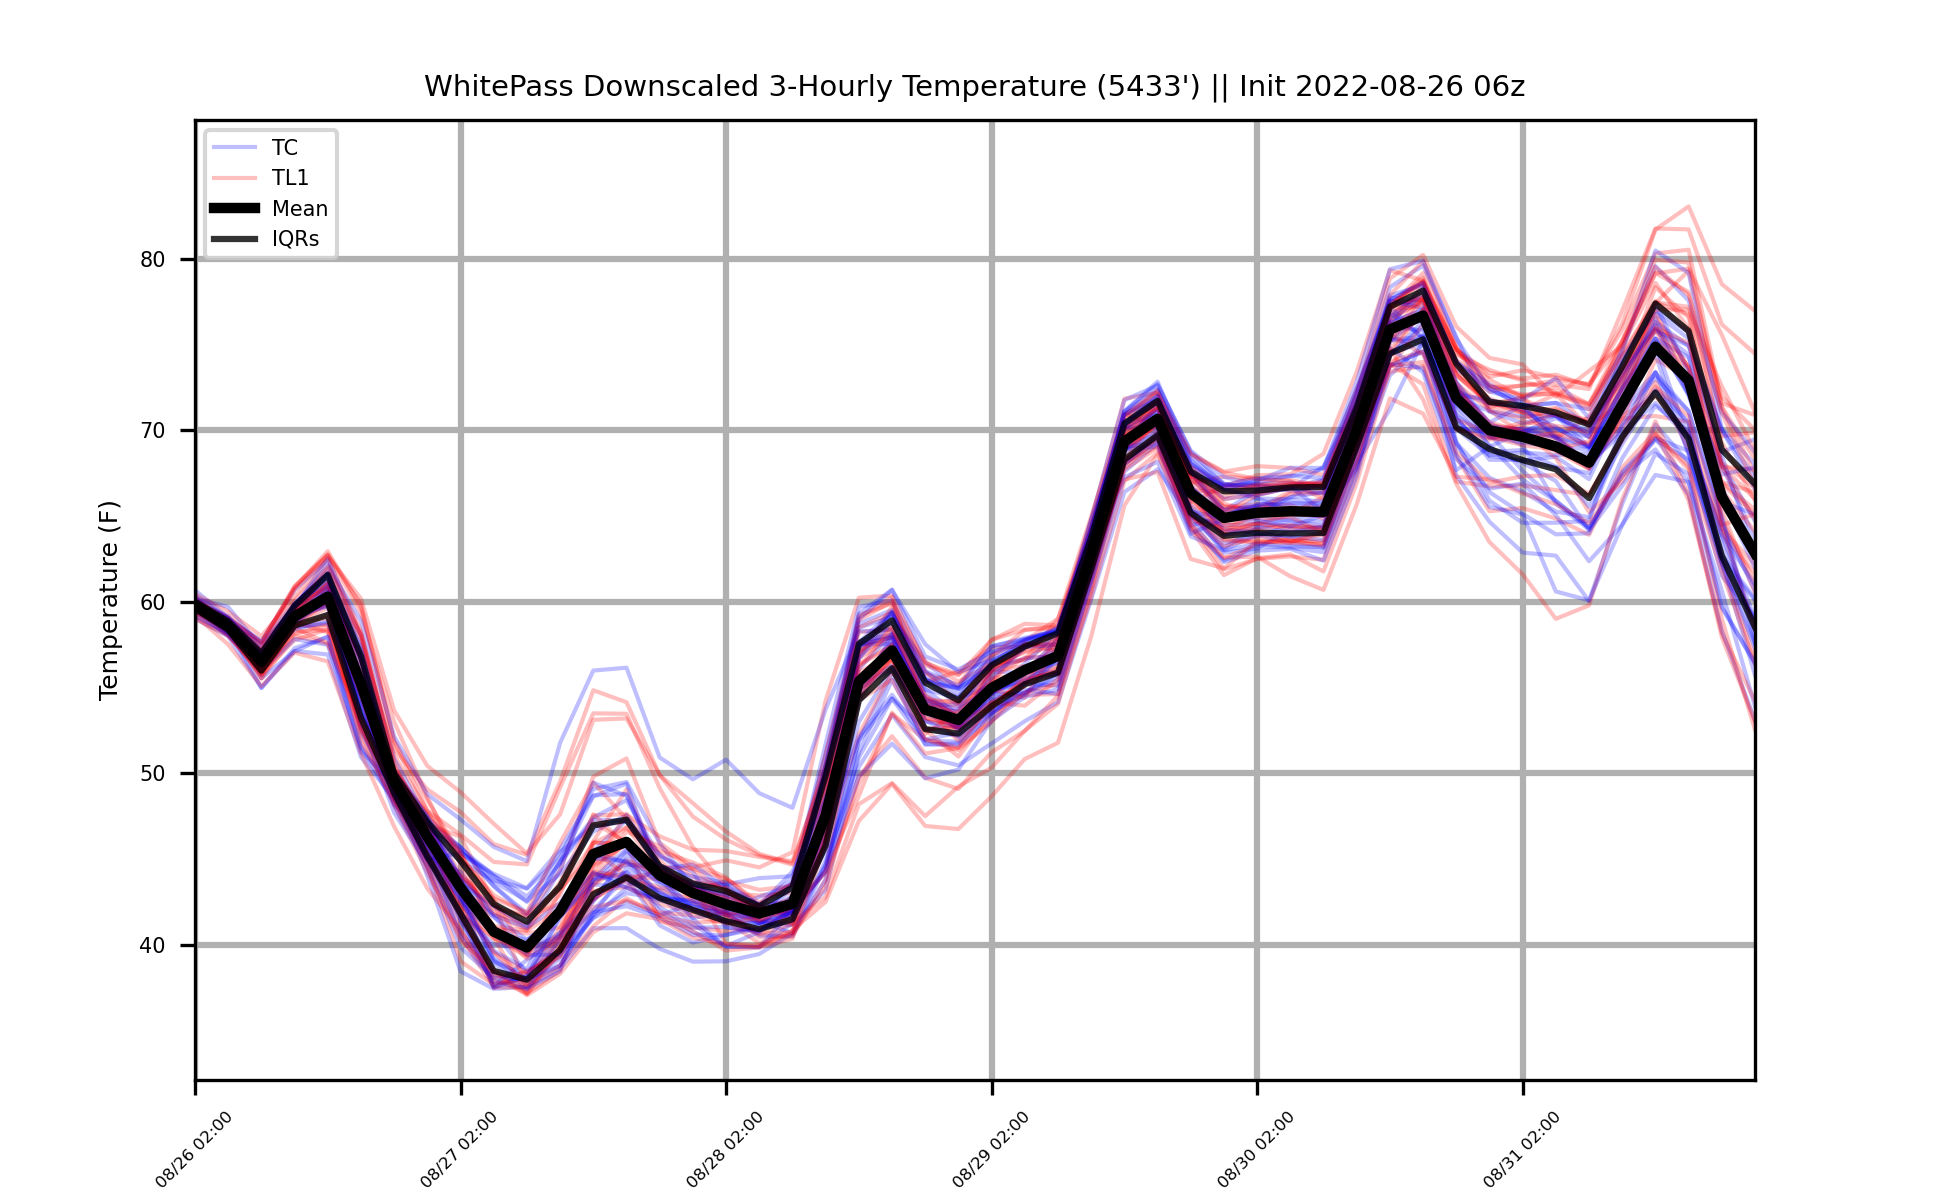 WhitePass Downscaled 3-Hourly Temperature (5433') || Init 2022-08-26 06z
TC
TL1
Mean
IQRs
Temperature (F)
80
70
60
50
40
08/26 02:00
08/27 02:00
08/28 02:00
08/29 02:00
08/30 02:00
08/31 02:00